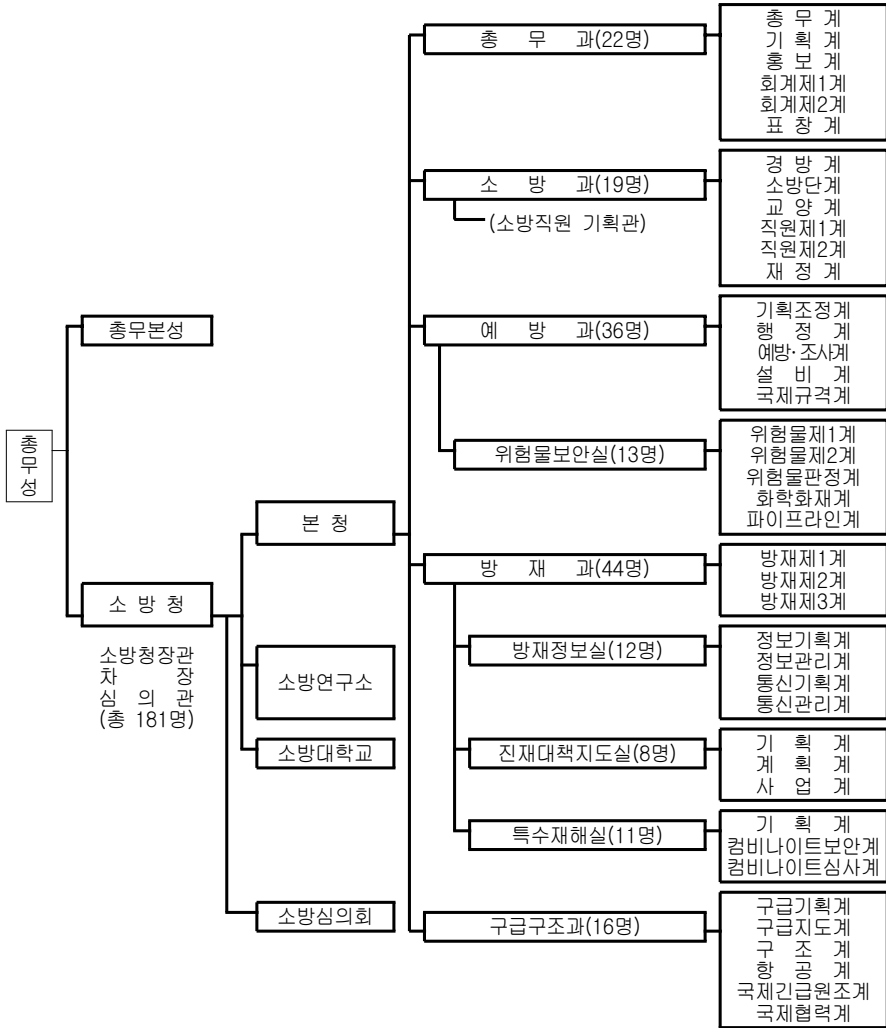 총무성
총무본성
소 방 청
소방청장관
차 장
심 의 관
(총 181명)
본 청
소방연구소
소방대학교
소방심의회
총 무 과(22명)
총 무 계
기 획 계
홍 보 계
회계제1계
회계제2계
표 창 계
소 방 과(19명)
(소방직원 기획관)
경 방 계
소방단계
교 양 계
직원제1계
직원제2계
재 정 계
예 방 과(36명)
기획조정계
행 정 계
예방·조사계
설 비 계
국제규격계
위험물보안실(13명)
위험물제1계
위험물제2계
위험물판정계
화학화재계
파이프라인계
방 재 과(44명)
방재제1계
방재제2계
방재제3계
방재정보실(12명)
정보기획계
정보관리계
통신기획계
통신관리계
진재대책지도실(8명)
기 획 계
계 획 계
사 업 계
특수재해실(11명)
기 획 계
컴비나이트보안계
컴비나이트심사계
구급구조과(16명)
구급기획계
구급지도계
구 조 계
항 공 계
국제긴급원조계
국제협력계